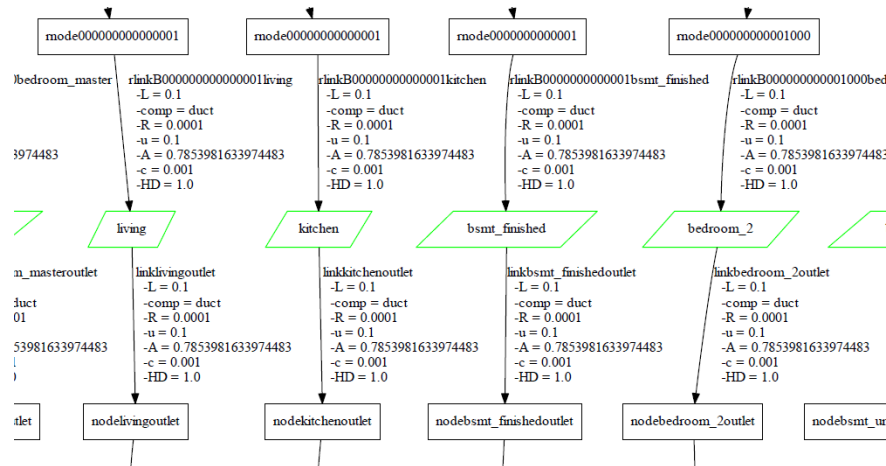 rnode000000000000001
rnode00000000000001
rnode0000000000001
rnode000000000001000
0bedroom_master
rlinkB000000000000001living
-L = 0.1
-comp = duct
-R = 0.0001
-u = 0.1
-A = 0.7853981633974483
-c = 0.001
-HD = 1.0
rlinkB00000000000001kitchen
-L = 0.1
-comp = duct
-R = 0.0001
-u = 0.1
-A = 0.7853981633974483
-c = 0.001
-HD = 1.0
rlinkB0000000000001bsmt_finished
-L = 0.1
-comp = duct
-R = 0.0001
-u = 0.1
-A = 0.7853981633974483
-c = 0.001
-HD = 1.0
rlinkB000000000001000bed
-L = 0.1
-comp = duct
-R = 0.0001
-u = 0.1
-A = 0.7853981633974483
-c = 0.001
-HD = 1.0
3974483
living
kitchen
bsmt_finished
bedroom_2
om_masteroutlet
duct
01
853981633974483
linklivingoutlet
-L = 0.1
-comp = duct
-R = 0.0001
-u = 0.1
-A = 0.7853981633974483
-c = 0.001
-HD = 1.0
linkkitchenoutlet
-L = 0.1
-comp = duct
-R = 0.0001
-u = 0.1
-A = 0.7853981633974483
-c = 0.001
-HD = 1.0
linkbsmt_finishedoutlet
-L = 0.1
-comp = duct
-R = 0.0001
-u = 0.1
-A = 0.7853981633974483
-c = 0.001
-HD = 1.0
linkbedroom_2outlet
-L = 0.1
-comp = duct
-R = 0.0001
-u = 0.1
-A = 0.7853981633974483
-c = 0.001
-HD = 1.0
utlet
nodelivingoutlet
nodekitchenoutlet
nodebsmt_finishedoutlet
nodebedroom_2outlet
nodebsmt_un